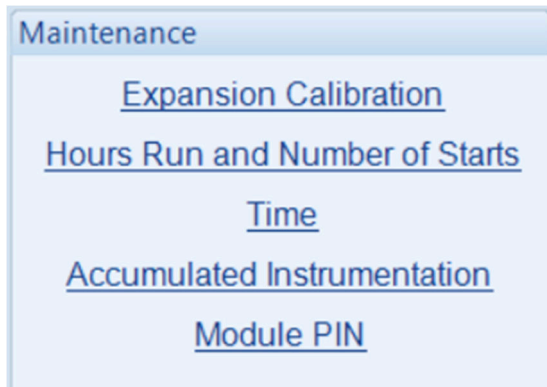 Maintenance
Expansion Calibration
Hours Run and Number of Starts
Time
Accumulated Instrumentation
Module PIN